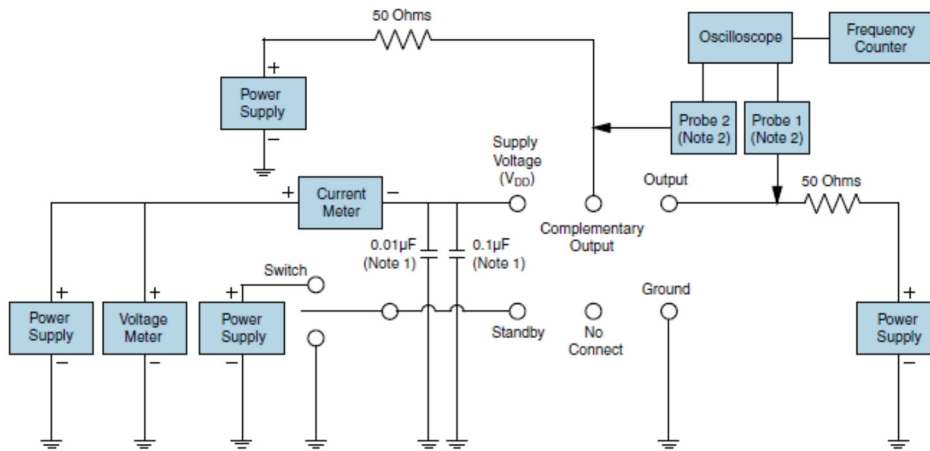 50 Ohms
Oscilloscope
Frequency
Counter
+
Power
Supply
−
Probe 2
(Note 2)
Probe 1
(Note 2)
Supply
Voltage
(VDD)
Output
50 Ohms
+
Current
Meter
−
Complementary
Output
0.01µF
(Note 1)
0.1µF
(Note 1)
Switch
Ground
+
Power
Supply
−
+
Voltage
Meter
−
+
Power
Supply
−
Standby
No
Connect
+
Power
Supply
−